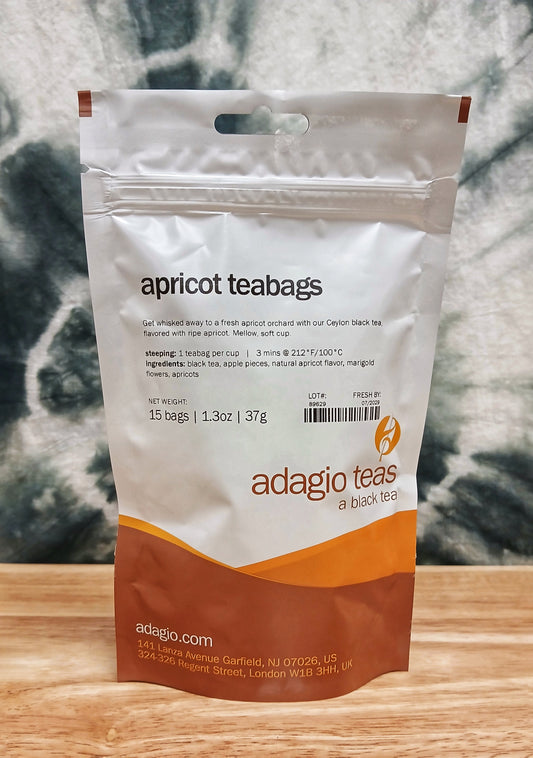 apricot teabags
Get whisked away to a fresh apricot orchard with our Ceylon black tea
flavored with ripe apricot. Mellow, soft cup.
steeping: 1 teabag per cup | 3 mins @ 212°F/100°C
ingredients: black tea, apple pieces, natural apricot flavor, marigold
flowers, apricots
NET WEIGHT:
15 bags | 1.3oz | 37g
LOT#: FRESH BY:
89629 07/2029
adagio teas
a black tea
adagio.com
141 Lanza Avenue Garfield, NJ 07026, US
324-326 Regent Street, London W1B 3HH, UK